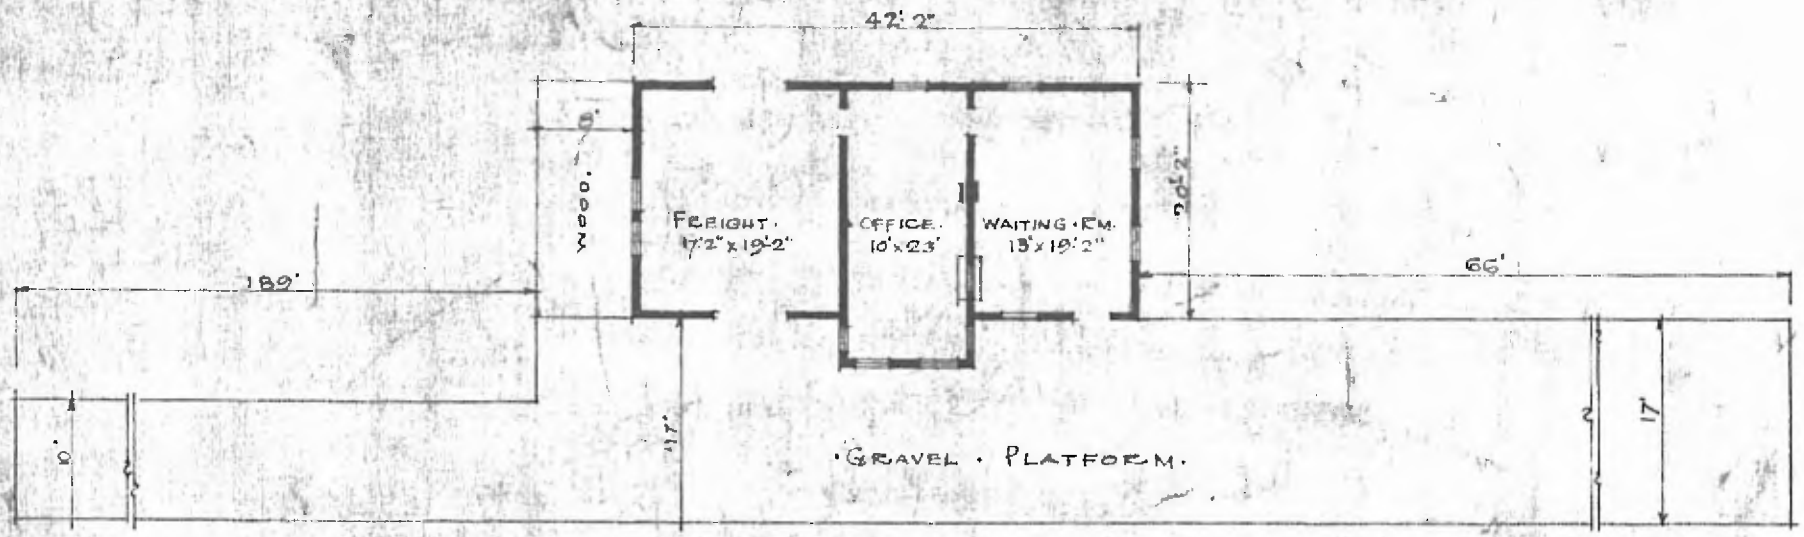 42'-2"
8'
WOOD.
FREIGHT.
17'2" x 19'-2"
OFFICE.
10' x 23'
WAITING · RM.
13' x 19'-2"
20'-2"
189'
66'
10'
17'
17'
· GRAVEL · PLATFORM ·